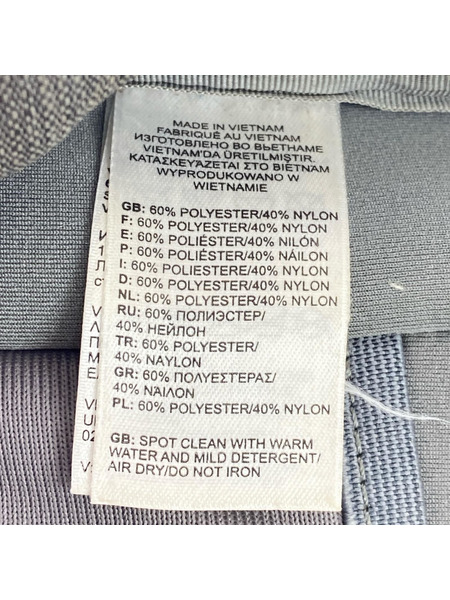 MADE IN VIETNAM
FABRIQUÉ AU VIETNAM
ИЗГОТОВЛЕНО ВО ВЬЕТНАМЕ
VIETNAM'DA ÜRETİLMİŞTİR.
ΚΑΤΑΣΚΕΥΑΖΕΤΑΙ ΣΤΟ ΒΙΕΤΝΑΜ
WYPRODUKOWANO W
WIETNAMIE
GB: 60% POLYESTER/40% NYLON
F: 60% POLYESTER/40% NYLON
E: 60% POLIÉSTER/40% NILÓN
P: 60% POLIÉSTER/40% NÁILON
I: 60% POLIESTERE/40% NYLON
D: 60% POLYESTER/40% NYLON
NL: 60% POLYESTER/40% NYLON
RU: 60% ПОЛИЭСТЕР/
40% НЕЙЛОН
TR: 60% POLYESTER/
40% NAYLON
GR: 60% ΠΟΛΥΕΣΤΕΡΑΣ/
40% ΝΑΪΛΟΝ
PL: 60% POLYESTER/40% NYLON
GB: SPOT CLEAN WITH WARM
WATER AND MILD DETERGENT/
AIR DRY/DO NOT IRON